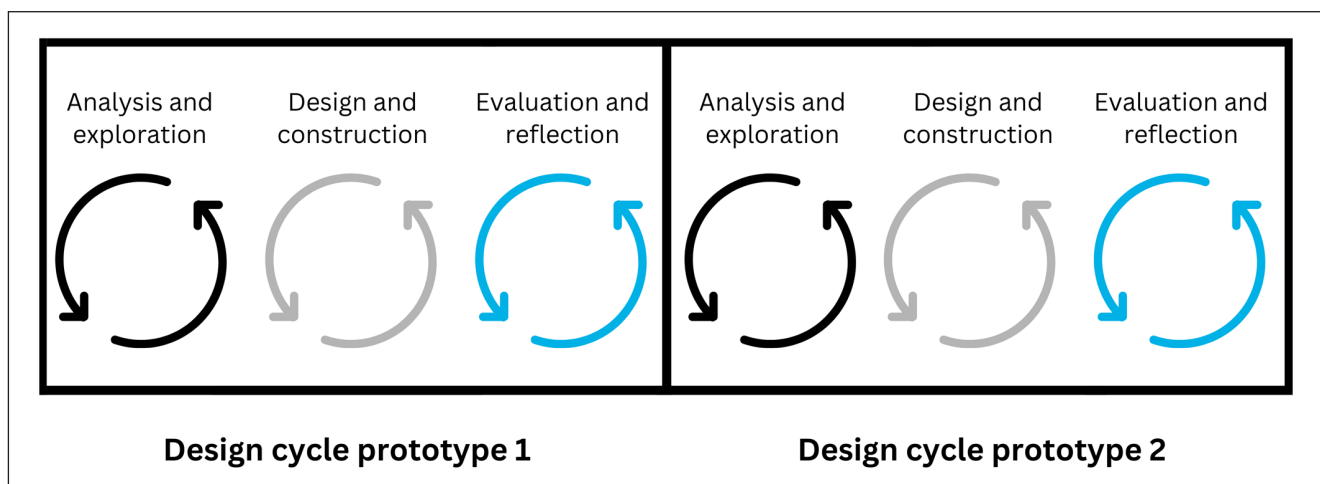 Analysis and
exploration
Design and
construction
Evaluation and
reflection
Analysis and
exploration
Design and
construction
Evaluation and
reflection
Design cycle prototype 1
Design cycle prototype 2